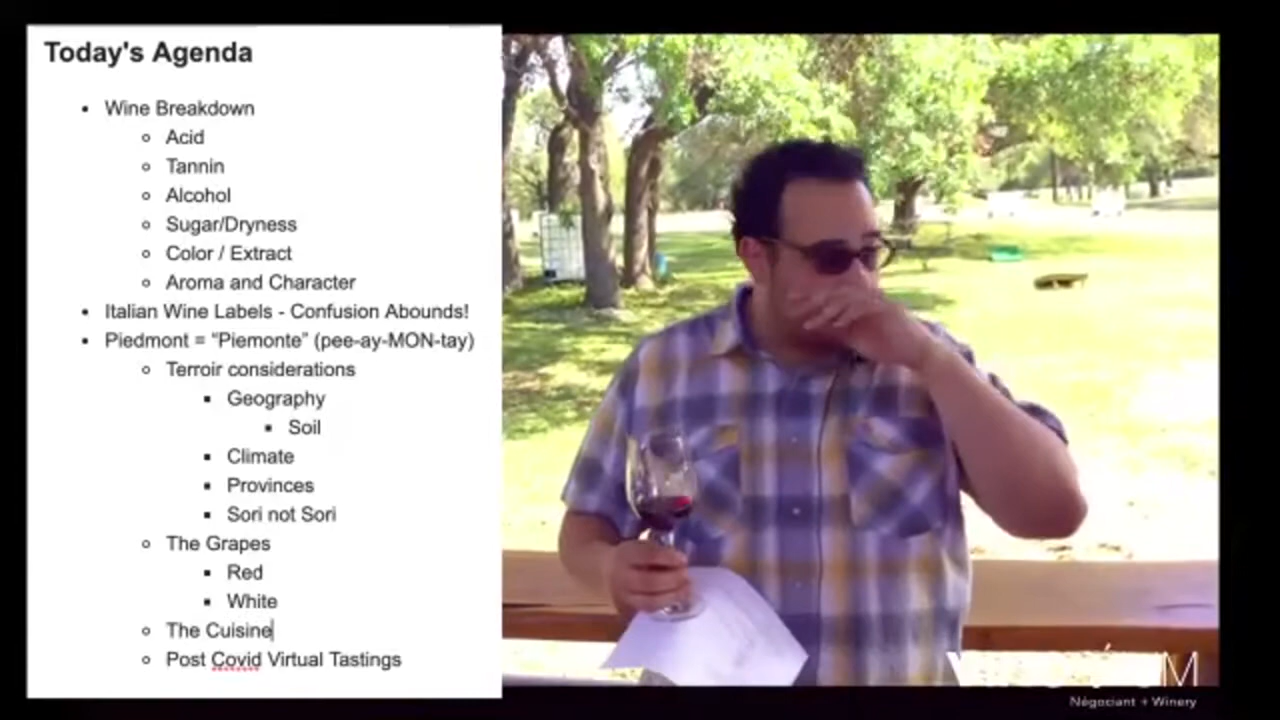 Today's Agenda
Wine Breakdown
Acid
Tannin
Alcohol
Sugar/Dryness
Color / Extract
Aroma and Character
Italian Wine Labels - Confusion Abounds!
Piedmont = “Piemonte” (pee-ay-MON-tay)
Terroir considerations
Geography
Soil
Climate
Provinces
Sori not Sori
The Grapes
Red
White
The Cuisine
Post Covid Virtual Tastings
Négociant + Winery